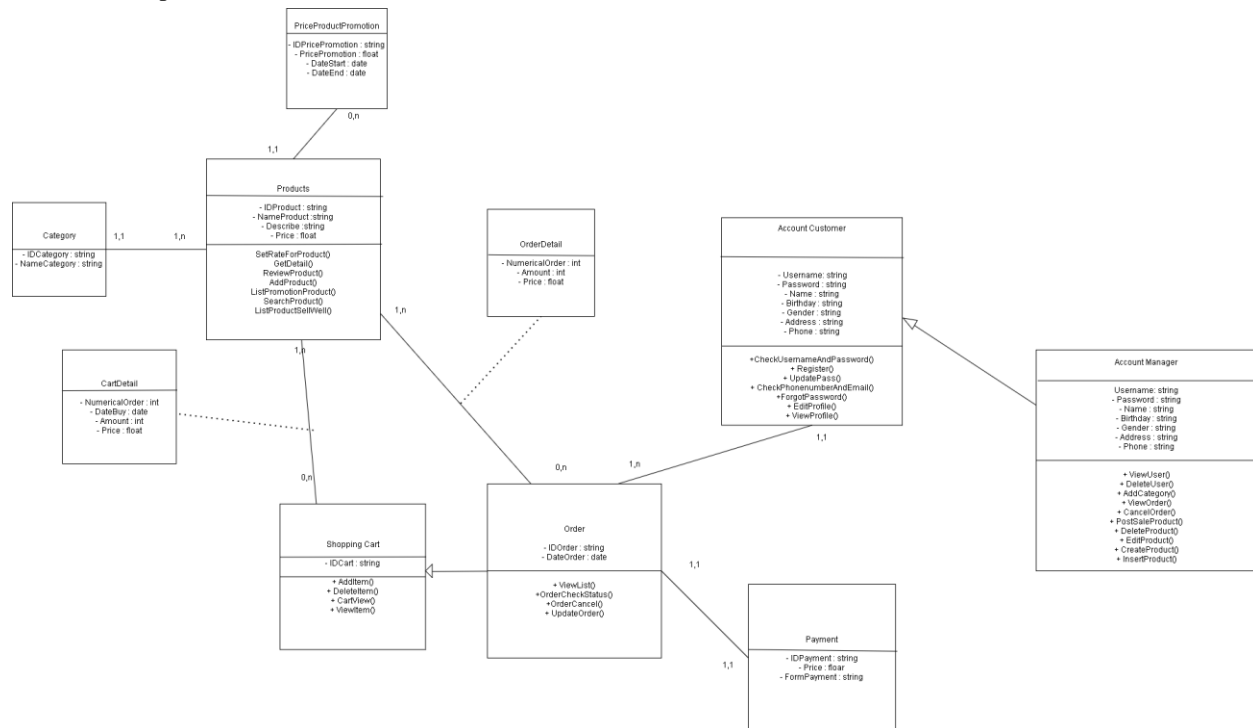 PriceProductPromotion
- IDPricePromotion : string
- PricePromotion : float
- DateStart : date
- DateEnd : date
0,n
1,1
Products
- IDProduct : string
- NameProduct :string
- Describe :string
- Price : float
SetRateForProduct()
GetDetail()
ReviewProduct()
AddProduct()
ListPromotionProduct()
SearchProduct()
ListProductSellWell()
Category
- IDCategory : string
- NameCategory : string
1,1
1,n
OrderDetail
- NumericalOrder : int
- Amount : int
- Price : float
1,n
1,n
CartDetail
- NumericalOrder : int
- DateBuy : date
- Amount : int
- Price : float
0,n
0,n
Account Customer
- Username: string
- Password : string
- Name : string
- Birthday : string
- Gender : string
- Address : string
- Phone : string
+CheckUsernameAndPassword()
+ Register()
+ UpdatePass()
+ CheckPhonenumberAndEmail()
+ForgotPassword()
+ EditProfile()
+ ViewProfile()
1,1
1,n
Account Manager
Username: string
- Password : string
- Name : string
- Birthday : string
- Gender : string
- Address : string
- Phone : string
+ ViewUser()
+ DeleteUser()
+ AddCategory()
+ ViewOrder()
+ CancelOrder()
+ PostSaleProduct()
+ DeleteProduct()
+ EditProduct()
+ CreateProduct()
+ InsertProduct()
Shopping Cart
- IDCart : string
+ AddItem()
+ DeleteItem()
+ CartView()
+ ViewItem()
Order
- IDOrder : string
- DateOrder : date
+ ViewList()
+OrderCheckStatus()
+OrderCancel()
+ UpdateOrder()
1,1
1,1
Payment
- IDPayment : string
- Price : floar
- FormPayment : string